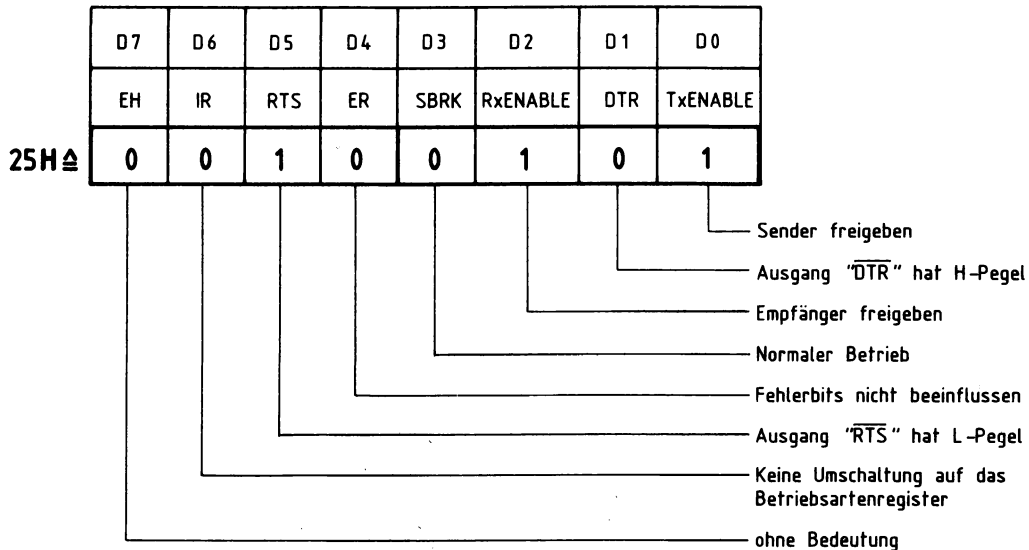 D7 D6 D5 D4 D3 D2 D1 D0
EH IR RTS ER SBRK RxENABLE DTR TxENABLE
25H ≙ 0 0 1 0 0 1 0 1
Sender freigeben
Ausgang "D̅T̅R̅" hat H-Pegel
Empfänger freigeben
Normaler Betrieb
Fehlerbits nicht beeinflussen
Ausgang "R̅T̅S̅" hat L-Pegel
Keine Umschaltung auf das
Betriebsartenregister
ohne Bedeutung